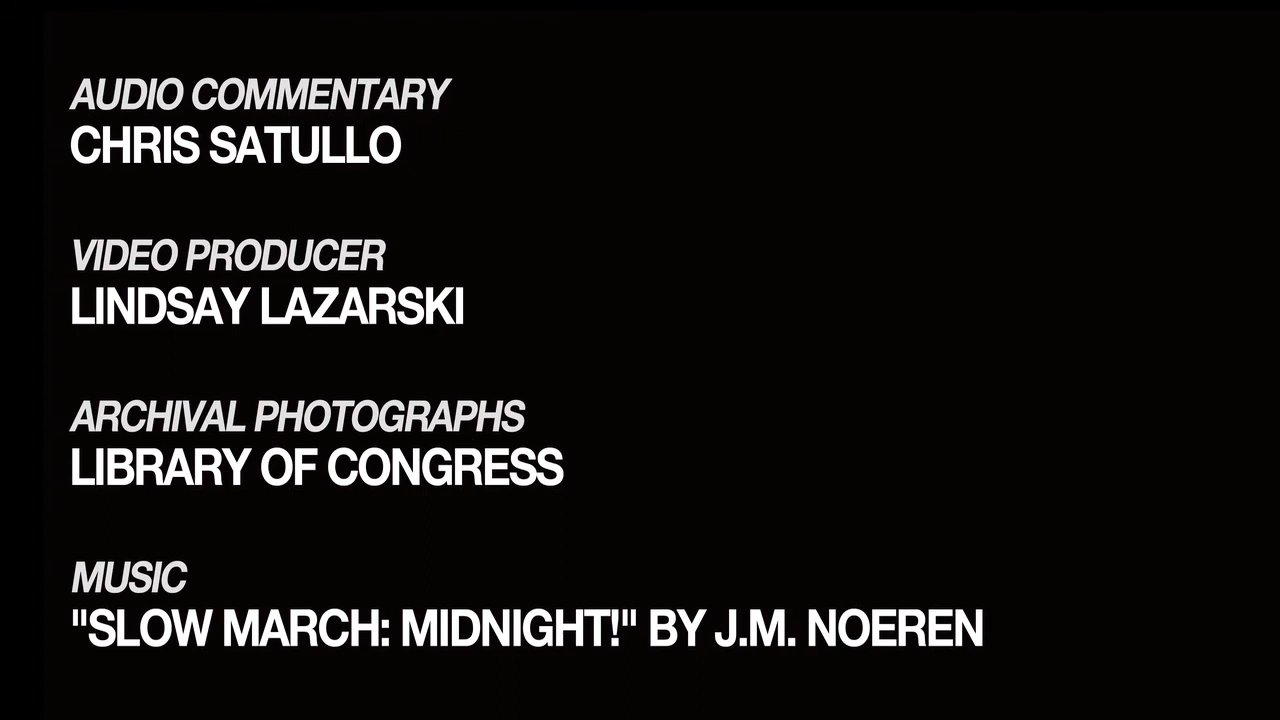 AUDIO COMMENTARY
CHRIS SATULLO
VIDEO PRODUCER
LINDSAY LAZARSKI
ARCHIVAL PHOTOGRAPHS
LIBRARY OF CONGRESS
MUSIC
"SLOW MARCH: MIDNIGHT!" BY J.M. NOEREN